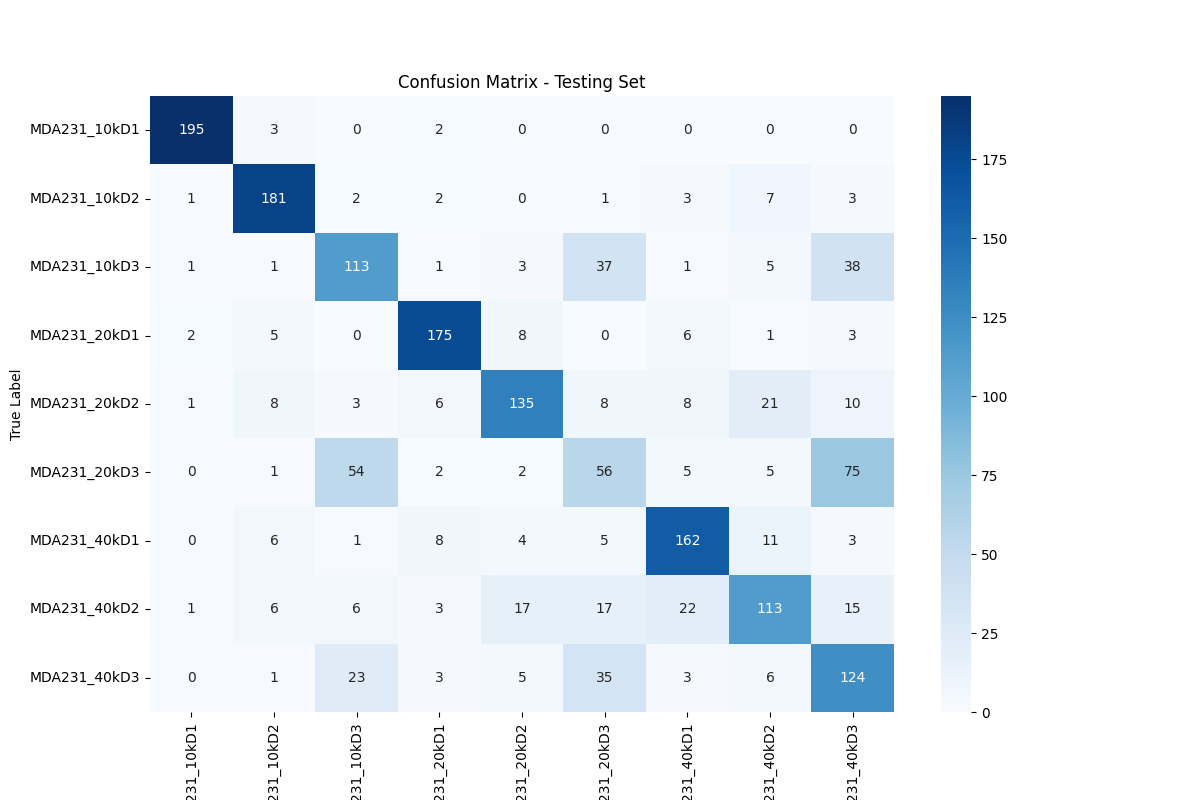 Confusion Matrix - Testing Set
True Label
MDA231_10kD1 195 3 0 2 0 0 0 0 0
MDA231_10kD2 1 181 2 2 0 1 3 7 3
MDA231_10kD3 1 1 113 1 3 37 1 5 38
MDA231_20kD1 2 5 0 175 8 0 6 1 3
MDA231_20kD2 1 8 3 6 135 8 8 21 10
MDA231_20kD3 0 1 54 2 2 56 5 5 75
MDA231_40kD1 0 6 1 8 4 5 162 11 3
MDA231_40kD2 1 6 6 3 17 17 22 113 15
MDA231_40kD3 0 1 23 3 5 35 3 6 124
231_10kD1
231_10kD2
231_10kD3
231_20kD1
231_20kD2
231_20kD3
231_40kD1
231_40kD2
231_40kD3
175
150
125
100
75
50
25
0